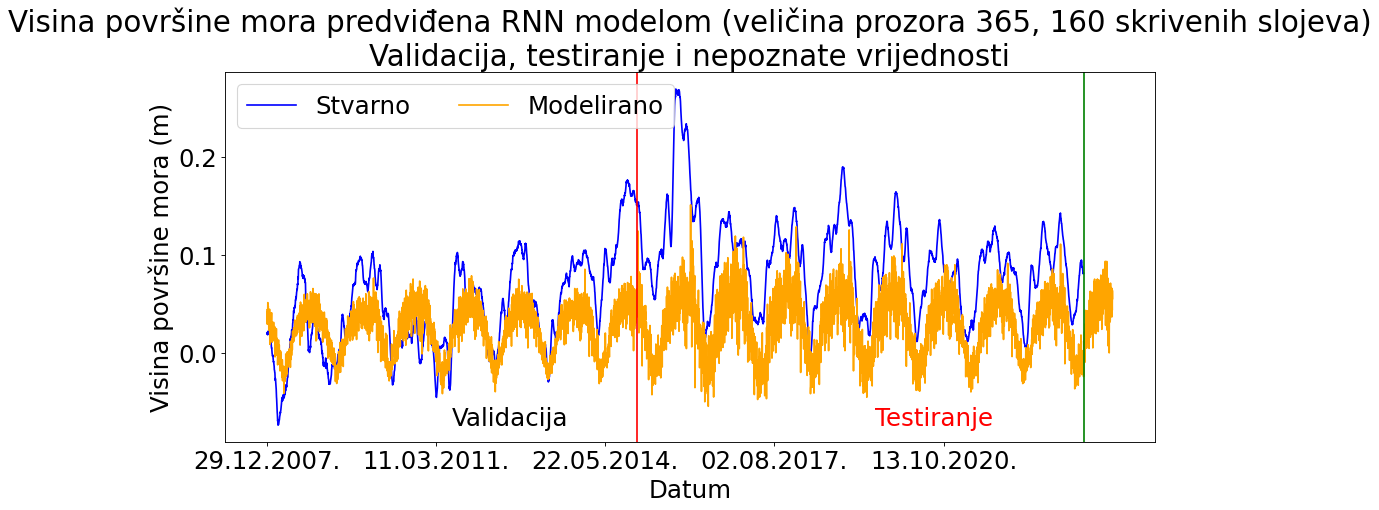 Visina površine mora predviđena RNN modelom (veličina prozora 365, 160 skrivenih slojeva)
Validacija, testiranje i nepoznate vrijednosti
Stvarno
Modelirano
Visina površine mora (m)
0.2
0.1
0.0
Validacija
Testiranje
29.12.2007.
11.03.2011.
22.05.2014.
02.08.2017.
13.10.2020.
Datum